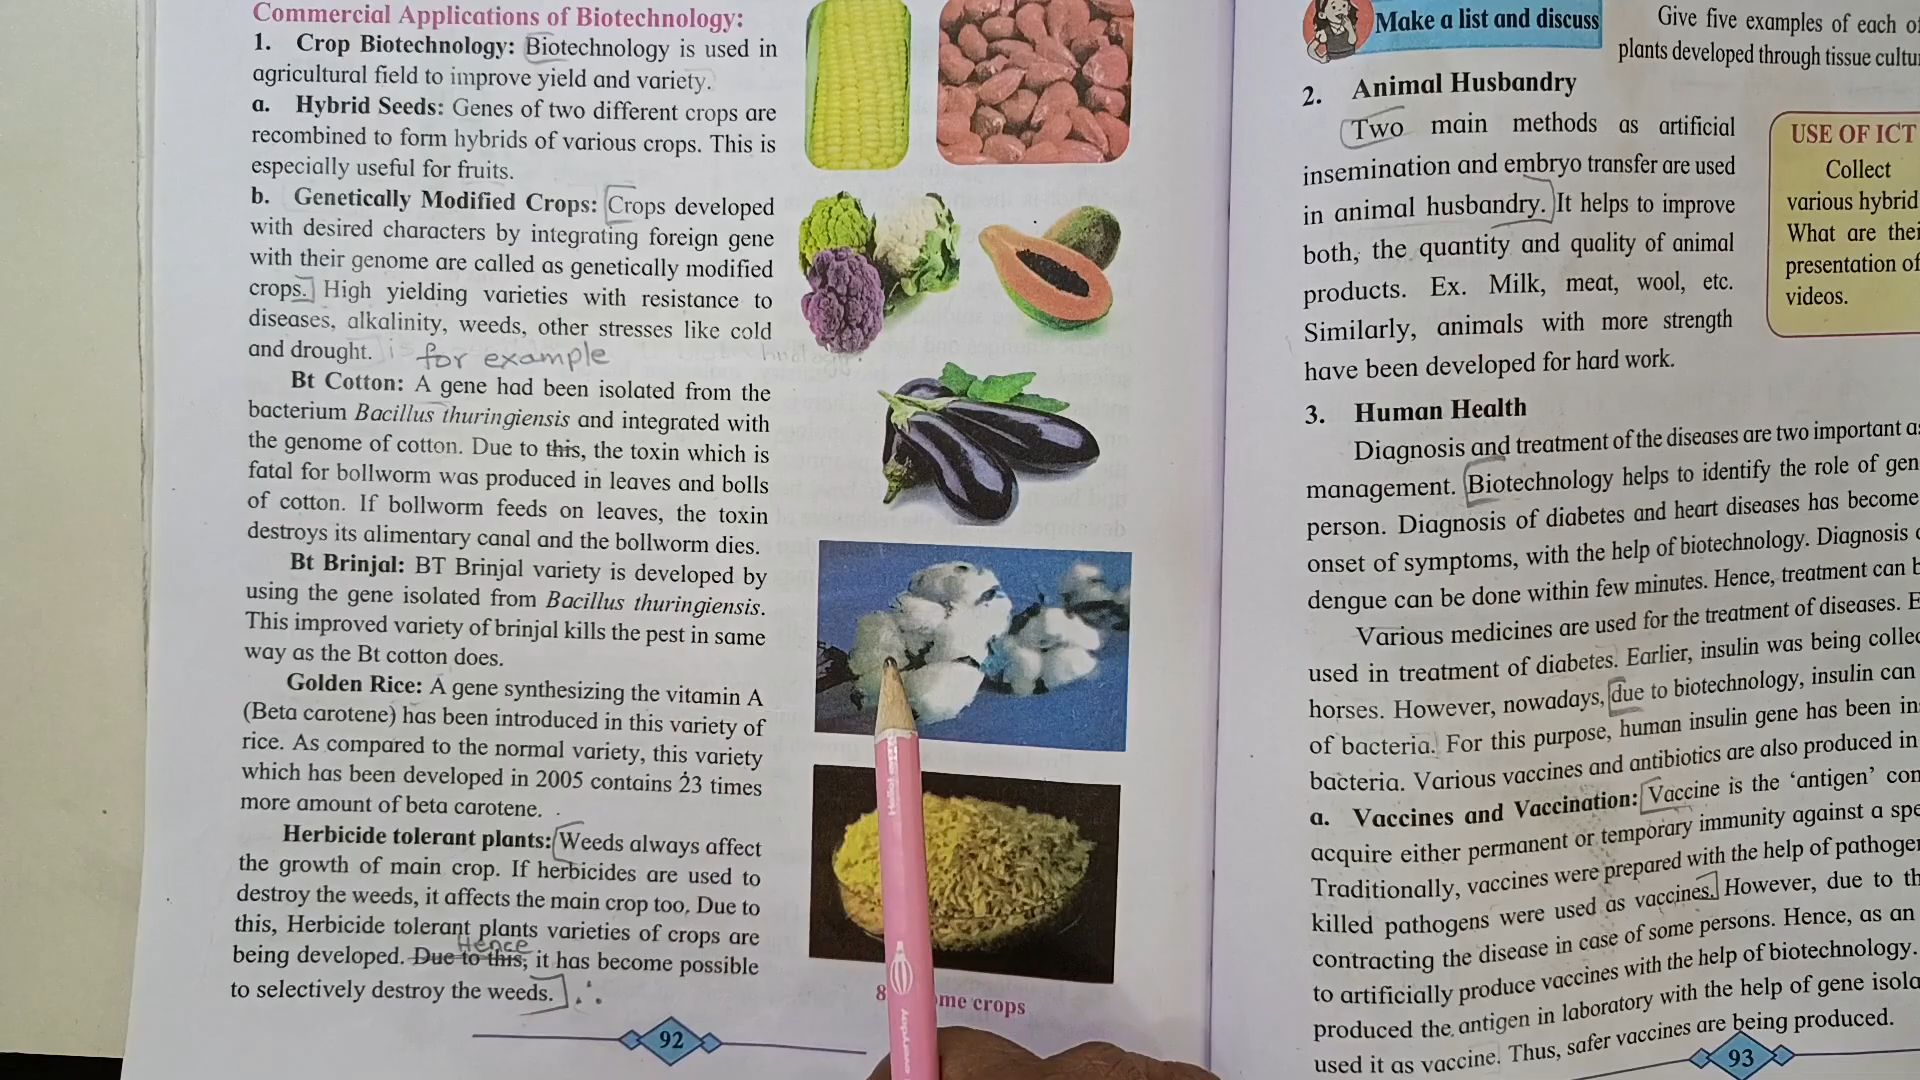 Commercial Applications of Biotechnology:
1. Crop Biotechnology: Biotechnology is used in
agricultural field to improve yield and variety.
a. Hybrid Seeds: Genes of two different crops are
recombined to form hybrids of various crops. This is
especially useful for fruits.
b. Genetically Modified Crops: Crops developed
with desired characters by integrating foreign gene
with their genome are called as genetically modified
crops. High yielding varieties with resistance to
diseases, alkalinity, weeds, other stresses like cold
and drought. for example
Bt Cotton: A gene had been isolated from the
bacterium Bacillus thuringiensis and integrated with
the genome of cotton. Due to this, the toxin which is
fatal for bollworm was produced in leaves and bolls
of cotton. If bollworm feeds on leaves, the toxin
destroys its alimentary canal and the bollworm dies.
Bt Brinjal: BT Brinjal variety is developed by
using the gene isolated from Bacillus thuringiensis.
This improved variety of brinjal kills the pest in same
way as the Bt cotton does.
Golden Rice: A gene synthesizing the vitamin A
(Beta carotene) has been introduced in this variety of
rice. As compared to the normal variety, this variety
which has been developed in 2005 contains 23 times
more amount of beta carotene.
Herbicide tolerant plants: Weeds always affect
the growth of main crop. If herbicides are used to
destroy the weeds, it affects the main crop too. Due to
this, Herbicide tolerant plants varieties of crops are
Hence
being developed. Due to this, it has become possible
to selectively destroy the weeds. ∴
8 me crops
Hello!
everyday
92
Make a list and discuss
Give five examples of each of
plants developed through tissue cultu
2. Animal Husbandry
Two main methods as artificial
insemination and embryo transfer are used
in animal husbandry. It helps to improve
both, the quantity and quality of animal
products. Ex. Milk, meat, wool, etc.
Similarly, animals with more strength
have been developed for hard work.
USE OF ICT
Collect
various hybrid
What are thei
presentation of
videos.
3. Human Health
Diagnosis and treatment of the diseases are two important as
management. Biotechnology helps to identify the role of gen
person. Diagnosis of diabetes and heart diseases has become
onset of symptoms, with the help of biotechnology. Diagnosis
dengue can be done within few minutes. Hence, treatment can b
Various medicines are used for the treatment of diseases. E
used in treatment of diabetes. Earlier, insulin was being collec
horses. However, nowadays, due to biotechnology, insulin can
of bacteria. For this purpose, human insulin gene has been in
bacteria. Various vaccines and antibiotics are also produced in
a. Vaccines and Vaccination: Vaccine is the ‘antigen’ con
acquire either permanent or temporary immunity against a spe
Traditionally, vaccines were prepared with the help of pathoge
killed pathogens were used as vaccines. However, due to th
contracting the disease in case of some persons. Hence, as an
to artificially produce vaccines with the help of biotechnology.
produced the antigen in laboratory with the help of gene isola
used it as vaccine. Thus, safer vaccines are being produced.
93